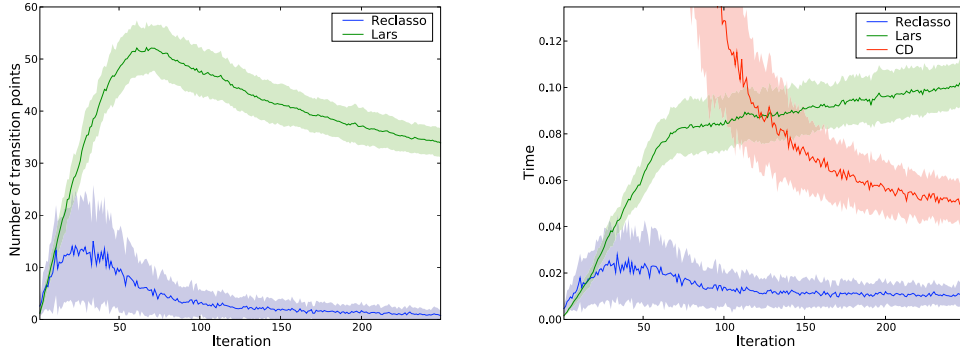 Number of transition points
60
50
40
30
20
10
0
50
100
150
200
Iteration
Reclasso
Lars
Time
0.12
0.10
0.08
0.06
0.04
0.02
0.00
50
100
150
200
Iteration
Reclasso
Lars
CD